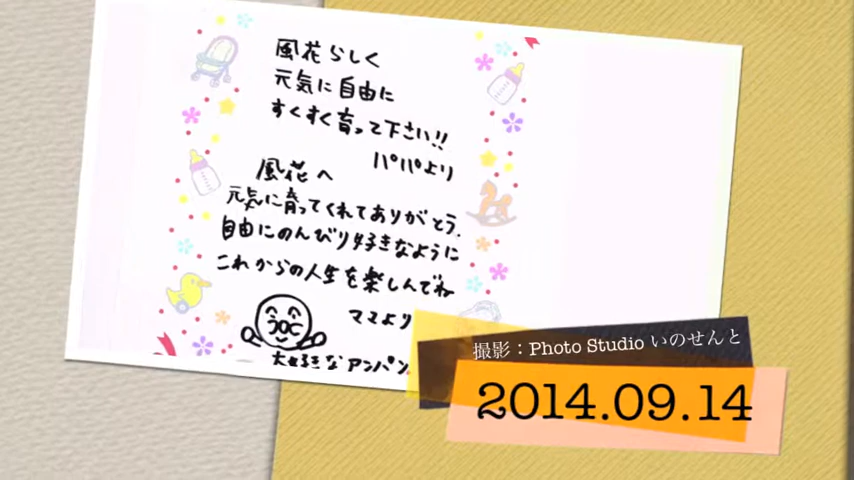 風花らしく
元気に自由に
すくすく育って下さい!!
パパより
風花へ
元気に育ってくれてありがとう。
自由にのんびり好きなように
これからの人生を楽しんでね
ママより
大好きなアンパン
撮影：Photo Studio いのせんと
2014.09.14